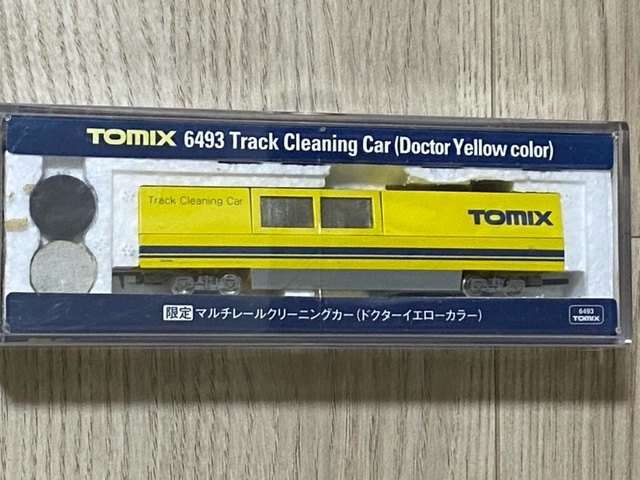 TOMIX 6493 Track Cleaning Car (Doctor Yellow color)
Track Cleaning Car
TOMIX
限定 マルチレールクリーニングカー(ドクターイエローカラー)
6493
TOMIX